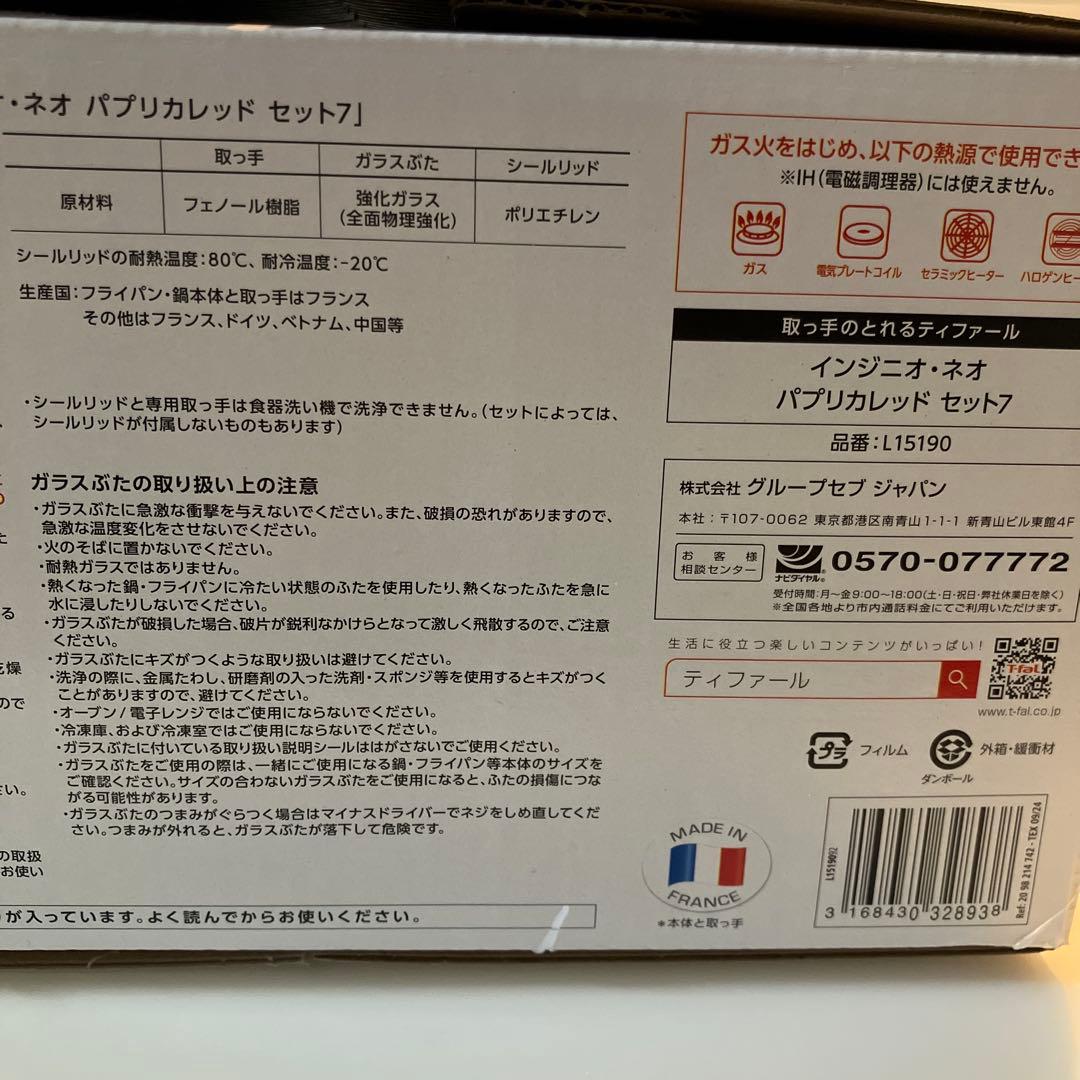 ・ネオ パプリカレッド セット7」
取っ手 ガラスぶた シールリッド
原材料 フェノール樹脂 強化ガラス(全面物理強化) ポリエチレン
シールリッドの耐熱温度:80℃、耐冷温度:-20℃
生産国:フライパン・鍋本体と取っ手はフランス
その他はフランス、ドイツ、ベトナム、中国等
・シールリッドと専用取っ手は食器洗い機で洗浄できません。(セットによっては、
シールリッドが付属しないものもあります)
ガラスぶたの取り扱い上の注意
・ガラスぶたに急激な衝撃を与えないでください。また、破損の恐れがありますので、
急激な温度変化をさせないでください。
・火のそばに置かないでください。
・耐熱ガラスではありません。
・熱くなった鍋・フライパンに冷たい状態のふたを使用したり、熱くなったふたを急に
水に浸したりしないでください。
・ガラスぶたが破損した場合、破片が鋭利なかけらとなって激しく飛散するので、ご注意
ください。
・ガラスぶたにキズがつくような取り扱いは避けてください。
・洗浄の際に、金属たわし、研磨剤の入った洗剤・スポンジ等を使用するとキズがつく
ことがありますので、避けてください。
・オーブン/電子レンジではご使用にならないでください。
・冷凍庫、および冷凍室ではご使用にならないでください。
・ガラスぶたに付いている取り扱い説明シールははがさないでご使用ください。
・ガラスぶたをご使用の際は、一緒にご使用になる鍋・フライパン等本体のサイズを
ご確認ください。サイズの合わないガラスぶたをご使用になると、ふたの損傷につな
がる可能性があります。
・ガラスぶたのつまみがぐらつく場合はマイナスドライバーでネジをしめ直してくだ
さい。つまみが外れると、ガラスぶたが落下して危険です。
た
る
乾燥
ので
い。
の取扱
お使い
が入っています。よく読んでからお使いください。
ガス火をはじめ、以下の熱源で使用でき
※IH(電磁調理器)には使えません。
ガス 電気プレートコイル セラミックヒーター ハロゲンヒー
取っ手のとれるティファール
インジニオ・ネオ
パプリカレッド セット7
品番:L15190
株式会社 グループセブ ジャパン
本社:〒107-0062 東京都港区南青山1-1-1 新青山ビル東館4F
お客様
相談センター ナビダイヤル® 0570-077772
受付時間:月~金9:00~18:00(土・日・祝日・弊社休業日を除く)
※全国各地より市内通話料金にてご利用いただけます。
生活に役立つ楽しいコンテンツがいっぱい!
ティファール
T-fal
www.t-fal.co.jp
プラ フィルム
ダンボール 外箱・緩衝材
MADE IN
FRANCE
*本体と取っ手
L1519092
3 168430 328938
Ref: 20 98 214 742 - TEX 09/24